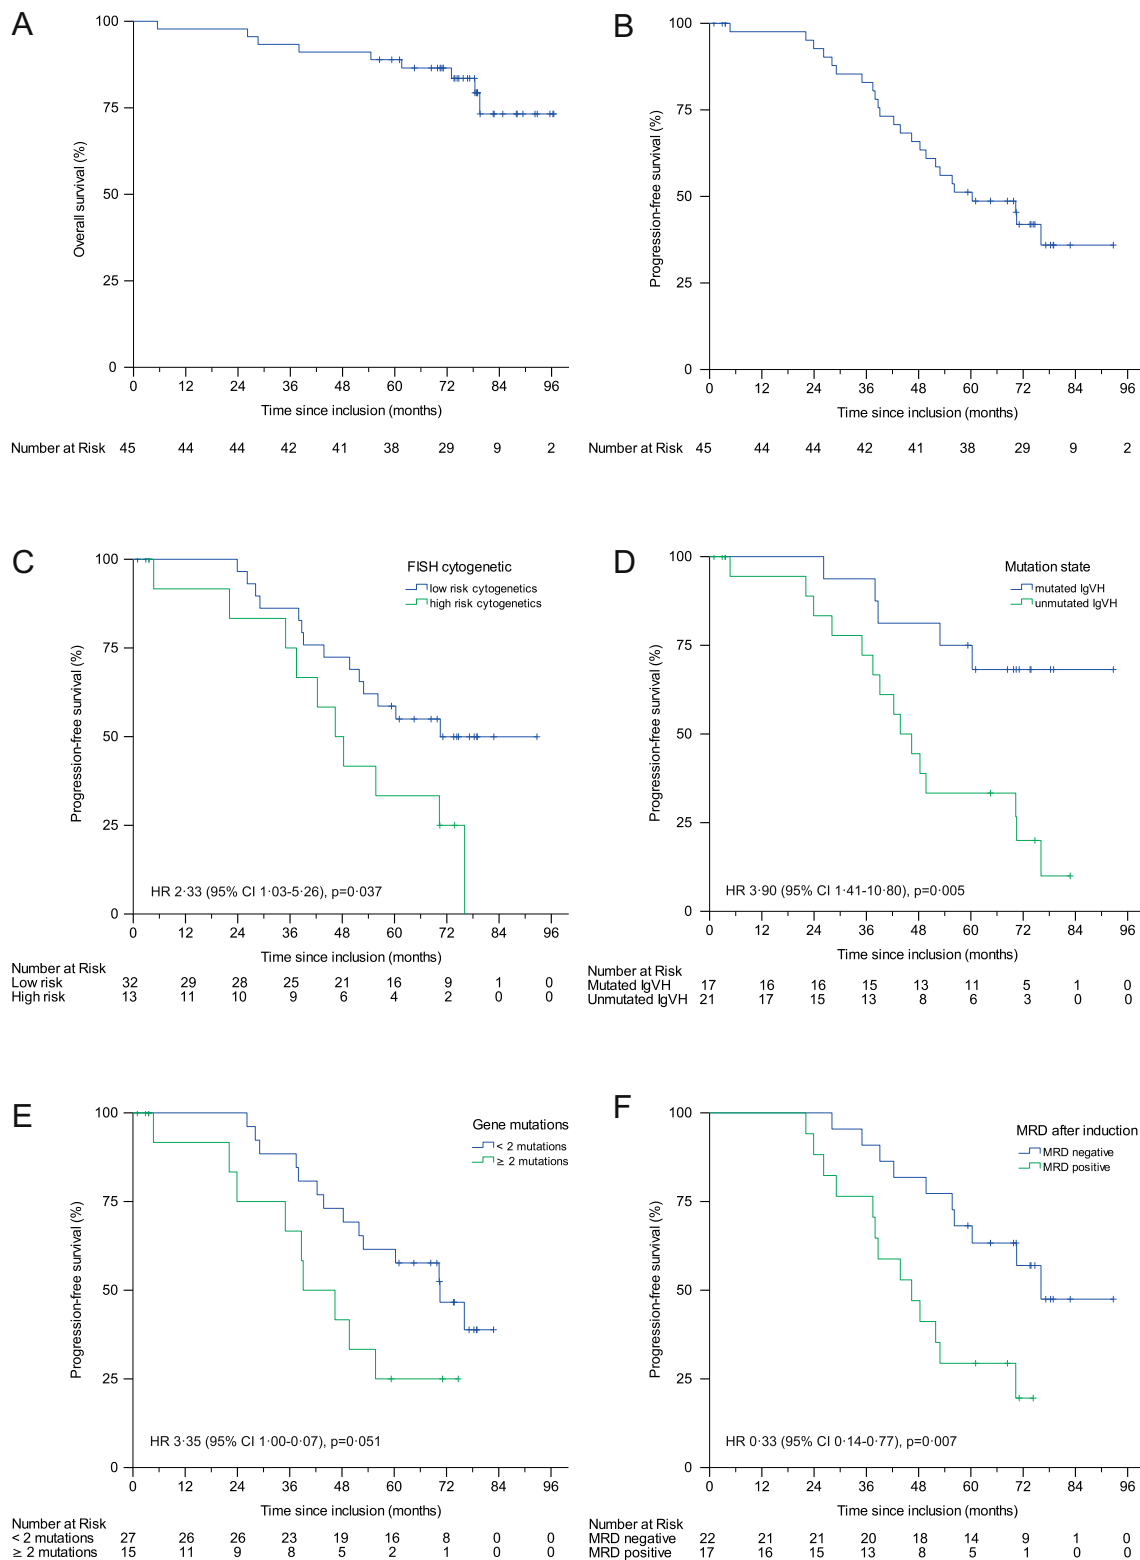 A
100
75
50
25
0
Overall survival (%)
0 12 24 36 48 60 72 84 96
Time since inclusion (months)
Number at Risk 45 44 44 42 41 38 29 9 2
B
100
75
50
25
0
Progression-free survival (%)
0 12 24 36 48 60 72 84 96
Time since inclusion (months)
Number at Risk 45 44 44 42 41 38 29 9 2
C
100
75
50
25
0
Progression-free survival (%)
FISH cytogenetic
low risk cytogenetics
high risk cytogenetics
HR 2·33 (95% CI 1·03-5·26), p=0·037
0 12 24 36 48 60 72 84 96
Time since inclusion (months)
Number at Risk
Low risk 32 29 28 25 21 16 9 1 0
High risk 13 11 10 9 6 4 2 0 0
D
100
75
50
25
0
Progression-free survival (%)
Mutation state
mutated IgVH
unmutated IgVH
HR 3·90 (95% CI 1·41-10·80), p=0·005
0 12 24 36 48 60 72 84 96
Time since inclusion (months)
Number at Risk
Mutated IgVH 17 16 16 15 13 11 5 1 0
Unmutated IgVH 21 17 15 13 8 6 3 0 0
E
100
75
50
25
0
Progression-free survival (%)
Gene mutations
< 2 mutations
≥ 2 mutations
HR 3·35 (95% CI 1·00-0·07), p=0·051
0 12 24 36 48 60 72 84 96
Time since inclusion (months)
Number at Risk
< 2 mutations 27 26 26 23 19 16 8 0 0
≥ 2 mutations 15 11 9 8 5 2 1 0 0
F
100
75
50
25
0
Progression-free survival (%)
MRD after induction
MRD negative
MRD positive
HR 0·33 (95% CI 0·14-0·77), p=0·007
0 12 24 36 48 60 72 84 96
Time since inclusion (months)
Number at Risk
MRD negative 22 21 21 20 18 14 9 1 0
MRD positive 17 16 15 13 8 5 1 0 0